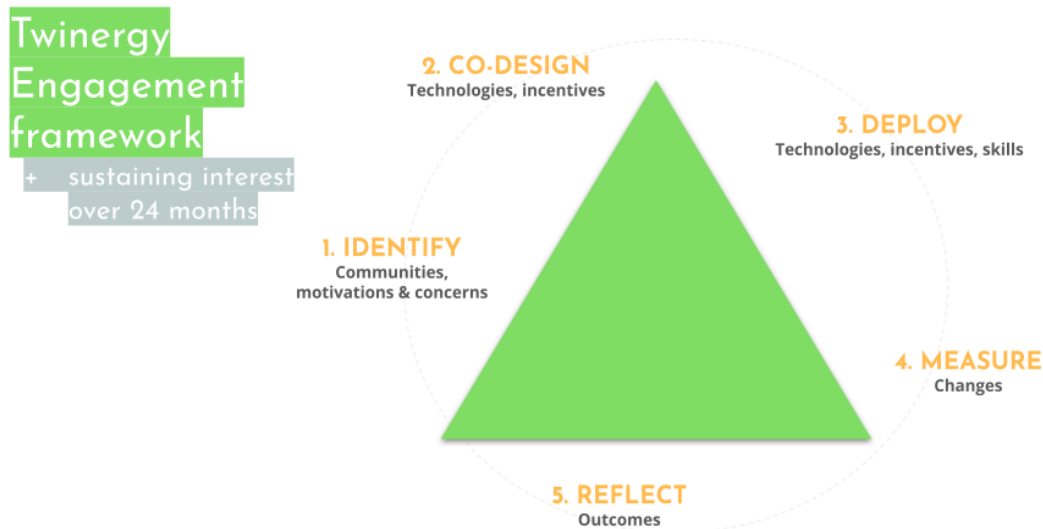 Twinergy
Engagement
framework
+ sustaining interest
over 24 months
1. IDENTIFY
Communities,
motivations & concerns
2. CO-DESIGN
Technologies, incentives
3. DEPLOY
Technologies, incentives, skills
4. MEASURE
Changes
5. REFLECT
Outcomes